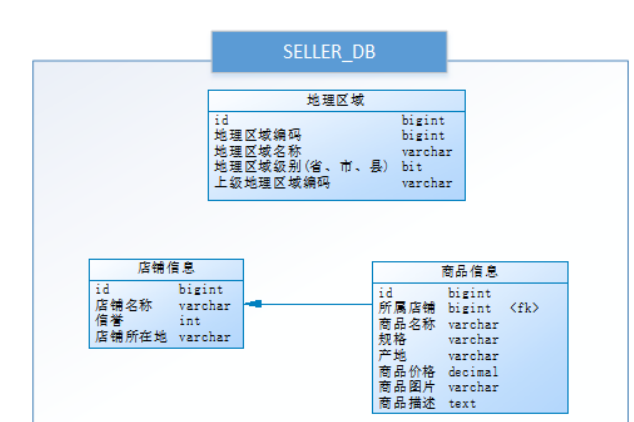 SELLER_DB
地理区域
id bigint
地理区域编码 bigint
地理区域名称 varchar
地理区域级别(省、市、县) bit
上级地理区域编码 varchar
店铺信息
id bigint
店铺名称 varchar
信誉 int
店铺所在地 varchar
商品信息
id bigint
所属店铺 bigint <fk>
商品名称 varchar
规格 varchar
产地 varchar
商品价格 decimal
商品图片 varchar
商品描述 text